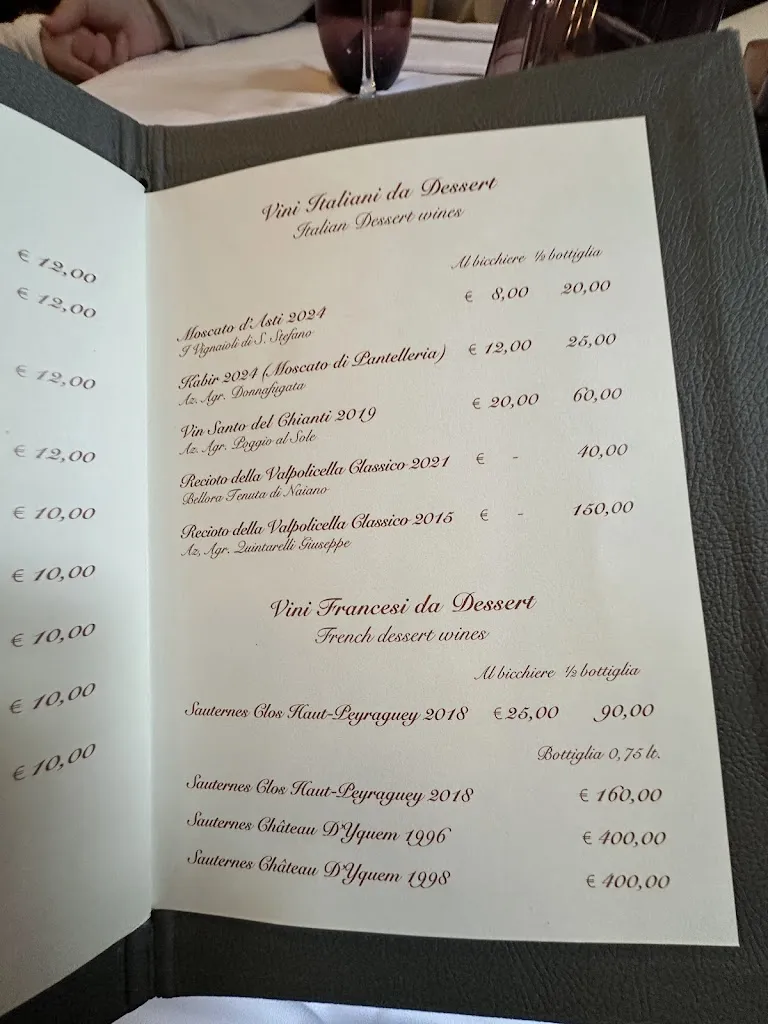 € 12,00
€ 12,00
€ 12,00
€ 12,00
€ 10,00
€ 10,00
€ 10,00
€ 10,00
€ 10,00
Vini Italiani da Dessert
Italian Dessert wines
Al bicchiere ½ bottiglia
Moscato d'Asti 2024 € 8,00 20,00
I Vignaioli di S. Stefano
Kabir 2024 (Moscato di Pantelleria) € 12,00 25,00
Az. Agr. Donnafugata
Vin Santo del Chianti 2019 € 20,00 60,00
Az. Agr. Poggio al Sole
Recioto della Valpolicella Classico 2021 € - 40,00
Bellora Tenuta di Naiano
Recioto della Valpolicella Classico 2015 € - 150,00
Az, Agr. Quintarelli Giuseppe
Vini Francesi da Dessert
French dessert wines
Al bicchiere ½ bottiglia
Sauternes Clos Haut-Peyraguey 2018 € 25,00 90,00
Bottiglia 0,75 lt.
Sauternes Clos Haut-Peyraguey 2018 € 160,00
Sauternes Château D'Yquem 1996 € 400,00
Sauternes Château D'Yquem 1998 € 400,00